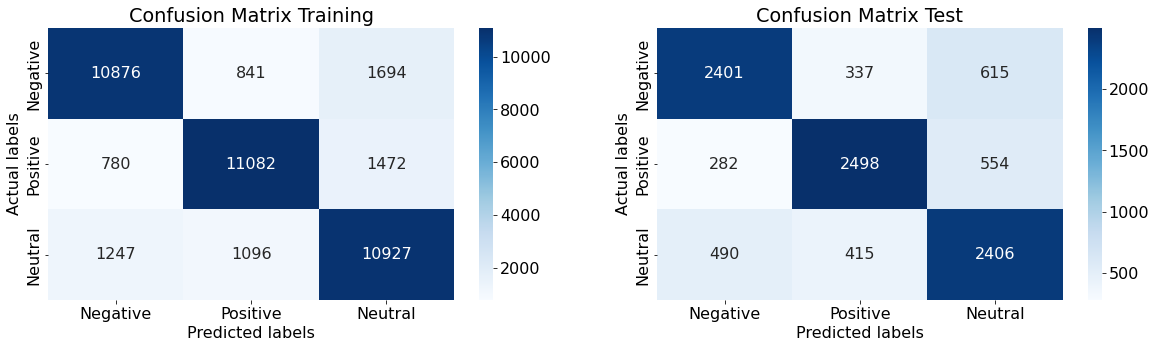 Confusion Matrix Training
Actual labels
Negative
Positive
Neutral
10876 841 1694
780 11082 1472
1247 1096 10927
Negative Positive Neutral
Predicted labels
10000
8000
6000
4000
2000
Confusion Matrix Test
Actual labels
Negative
Positive
Neutral
2401 337 615
282 2498 554
490 415 2406
Negative Positive Neutral
Predicted labels
2000
1500
1000
500